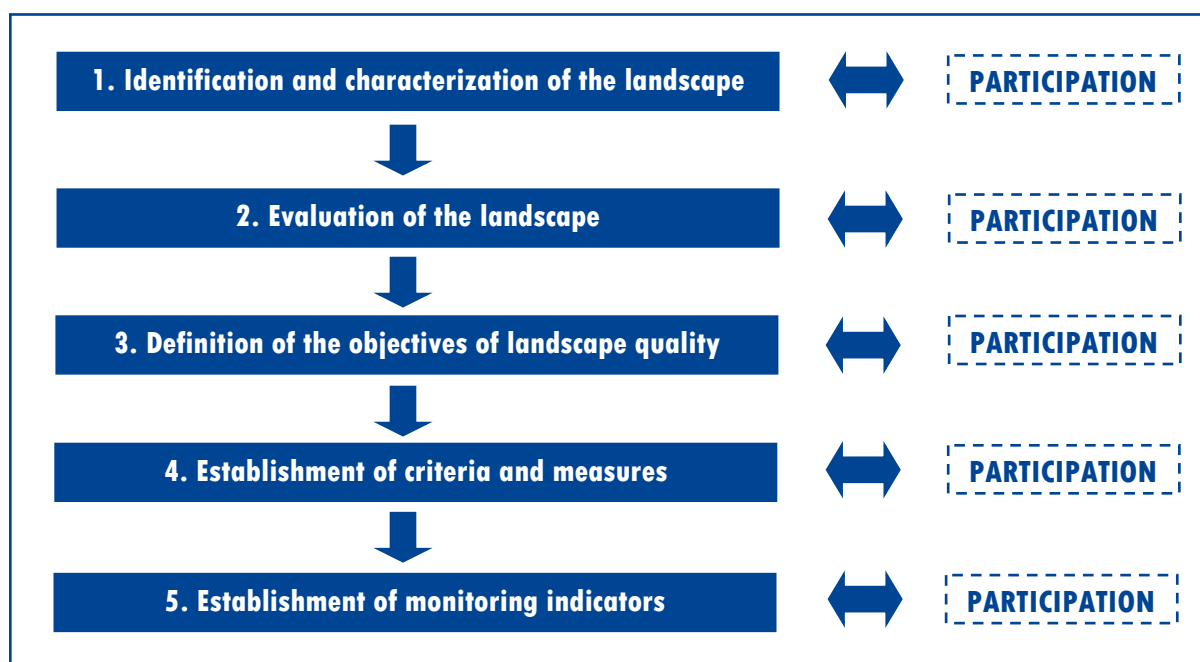 1. Identification and characterization of the landscape
PARTICIPATION
2. Evaluation of the landscape
PARTICIPATION
3. Definition of the objectives of landscape quality
PARTICIPATION
4. Establishment of criteria and measures
PARTICIPATION
5. Establishment of monitoring indicators
PARTICIPATION